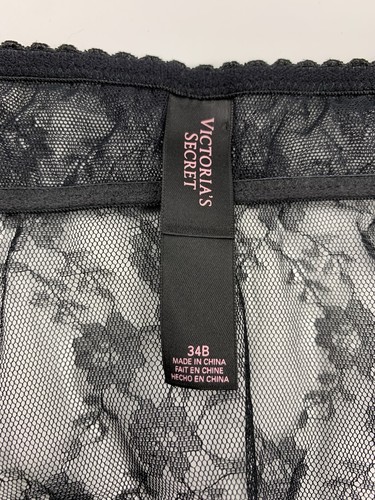 VICTORIA'S
SECRET
34B
MADE IN CHINA
FAIT EN CHINE
HECHO EN CHINA